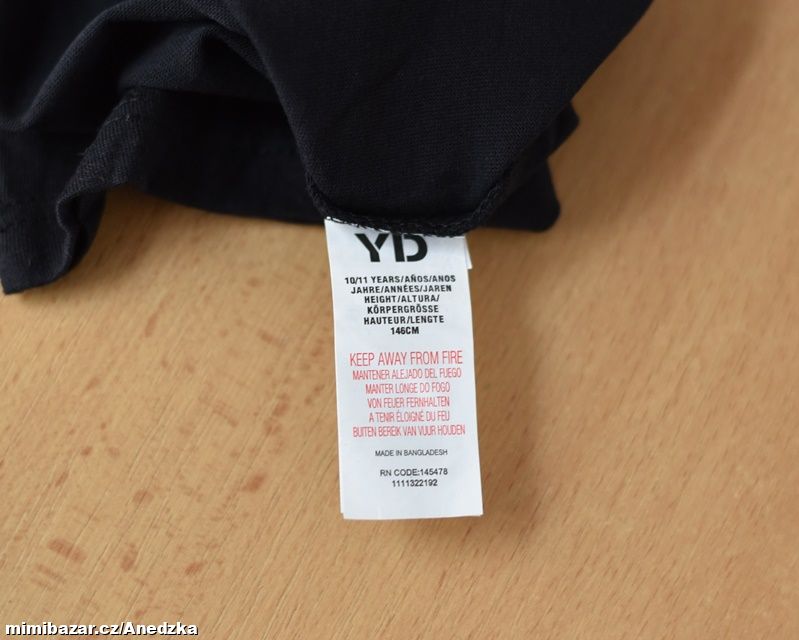 YD
10/11 YEARS/AÑOS/ANOS
JAHRE/ANNÉES/JAREN
HEIGHT/ALTURA/
KÖRPERGRÖSSE
HAUTEUR/LENGTE
146CM
KEEP AWAY FROM FIRE
MANTENER ALEJADO DEL FUEGO
MANTER LONGE DO FOGO
VON FEUER FERNHALTEN
A TENIR ÉLOIGNÉ DU FEU
BUITEN BEREIK VAN VUUR HOUDEN
MADE IN BANGLADESH
RN CODE:145478
1111322192
mimibazar.cz/Anedzka